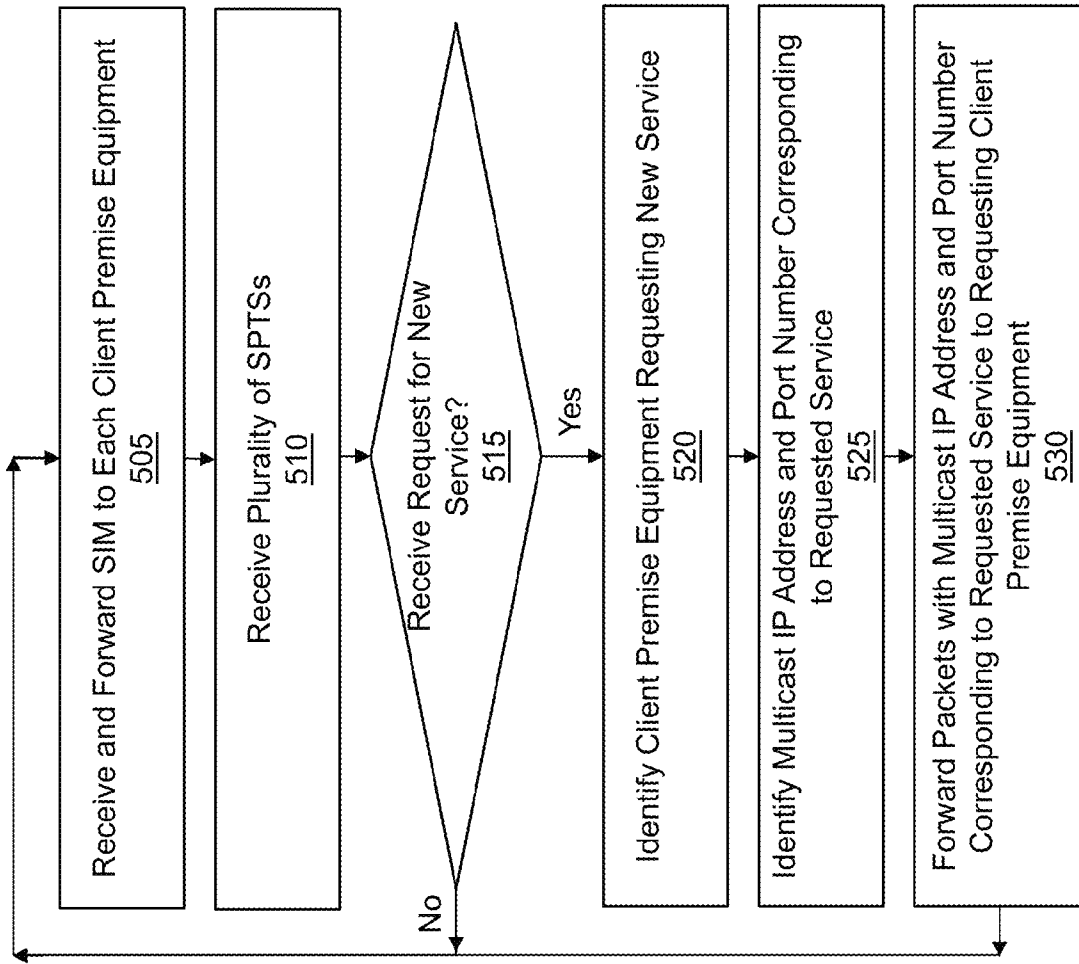 Receive and Forward SIM to Each Client Premise Equipment
505
Receive Plurality of SPTSs
510
Receive Request for New
Service?
515
No
Yes
Identify Client Premise Equipment Requesting New Service
520
Identify Multicast IP Address and Port Number Corresponding
to Requested Service
525
Forward Packets with Multicast IP Address and Port Number
Corresponding to Requested Service to Requesting Client
Premise Equipment
530